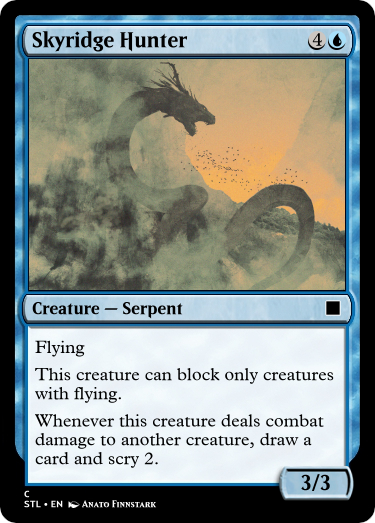 Skyridge Hunter 4
Creature — Serpent
Flying
This creature can block only creatures
with flying.
Whenever this creature deals combat
damage to another creature, draw a
card and scry 2.
3/3
C
STL • EN Anato Finnstark